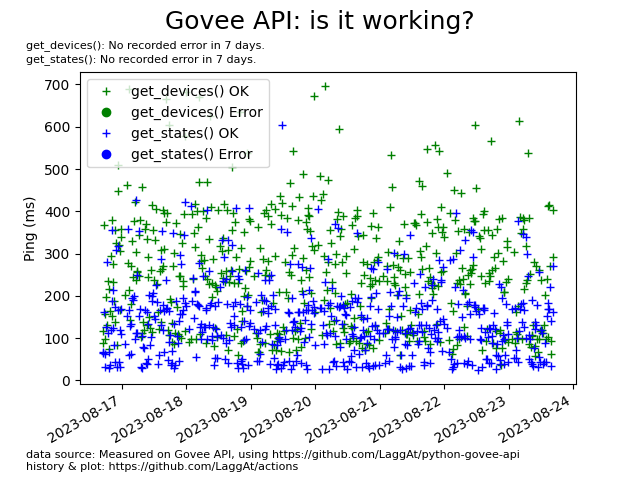 Govee API: is it working?
get_devices(): No recorded error in 7 days.
get_states(): No recorded error in 7 days.
700
600
500
400
300
200
100
0
Ping (ms)
get_devices() OK
get_devices() Error
get_states() OK
get_states() Error
2023-08-17
2023-08-18
2023-08-19
2023-08-20
2023-08-21
2023-08-22
2023-08-23
2023-08-24
data source: Measured on Govee API, using https://github.com/LaggAt/python-govee-api
history & plot: https://github.com/LaggAt/actions